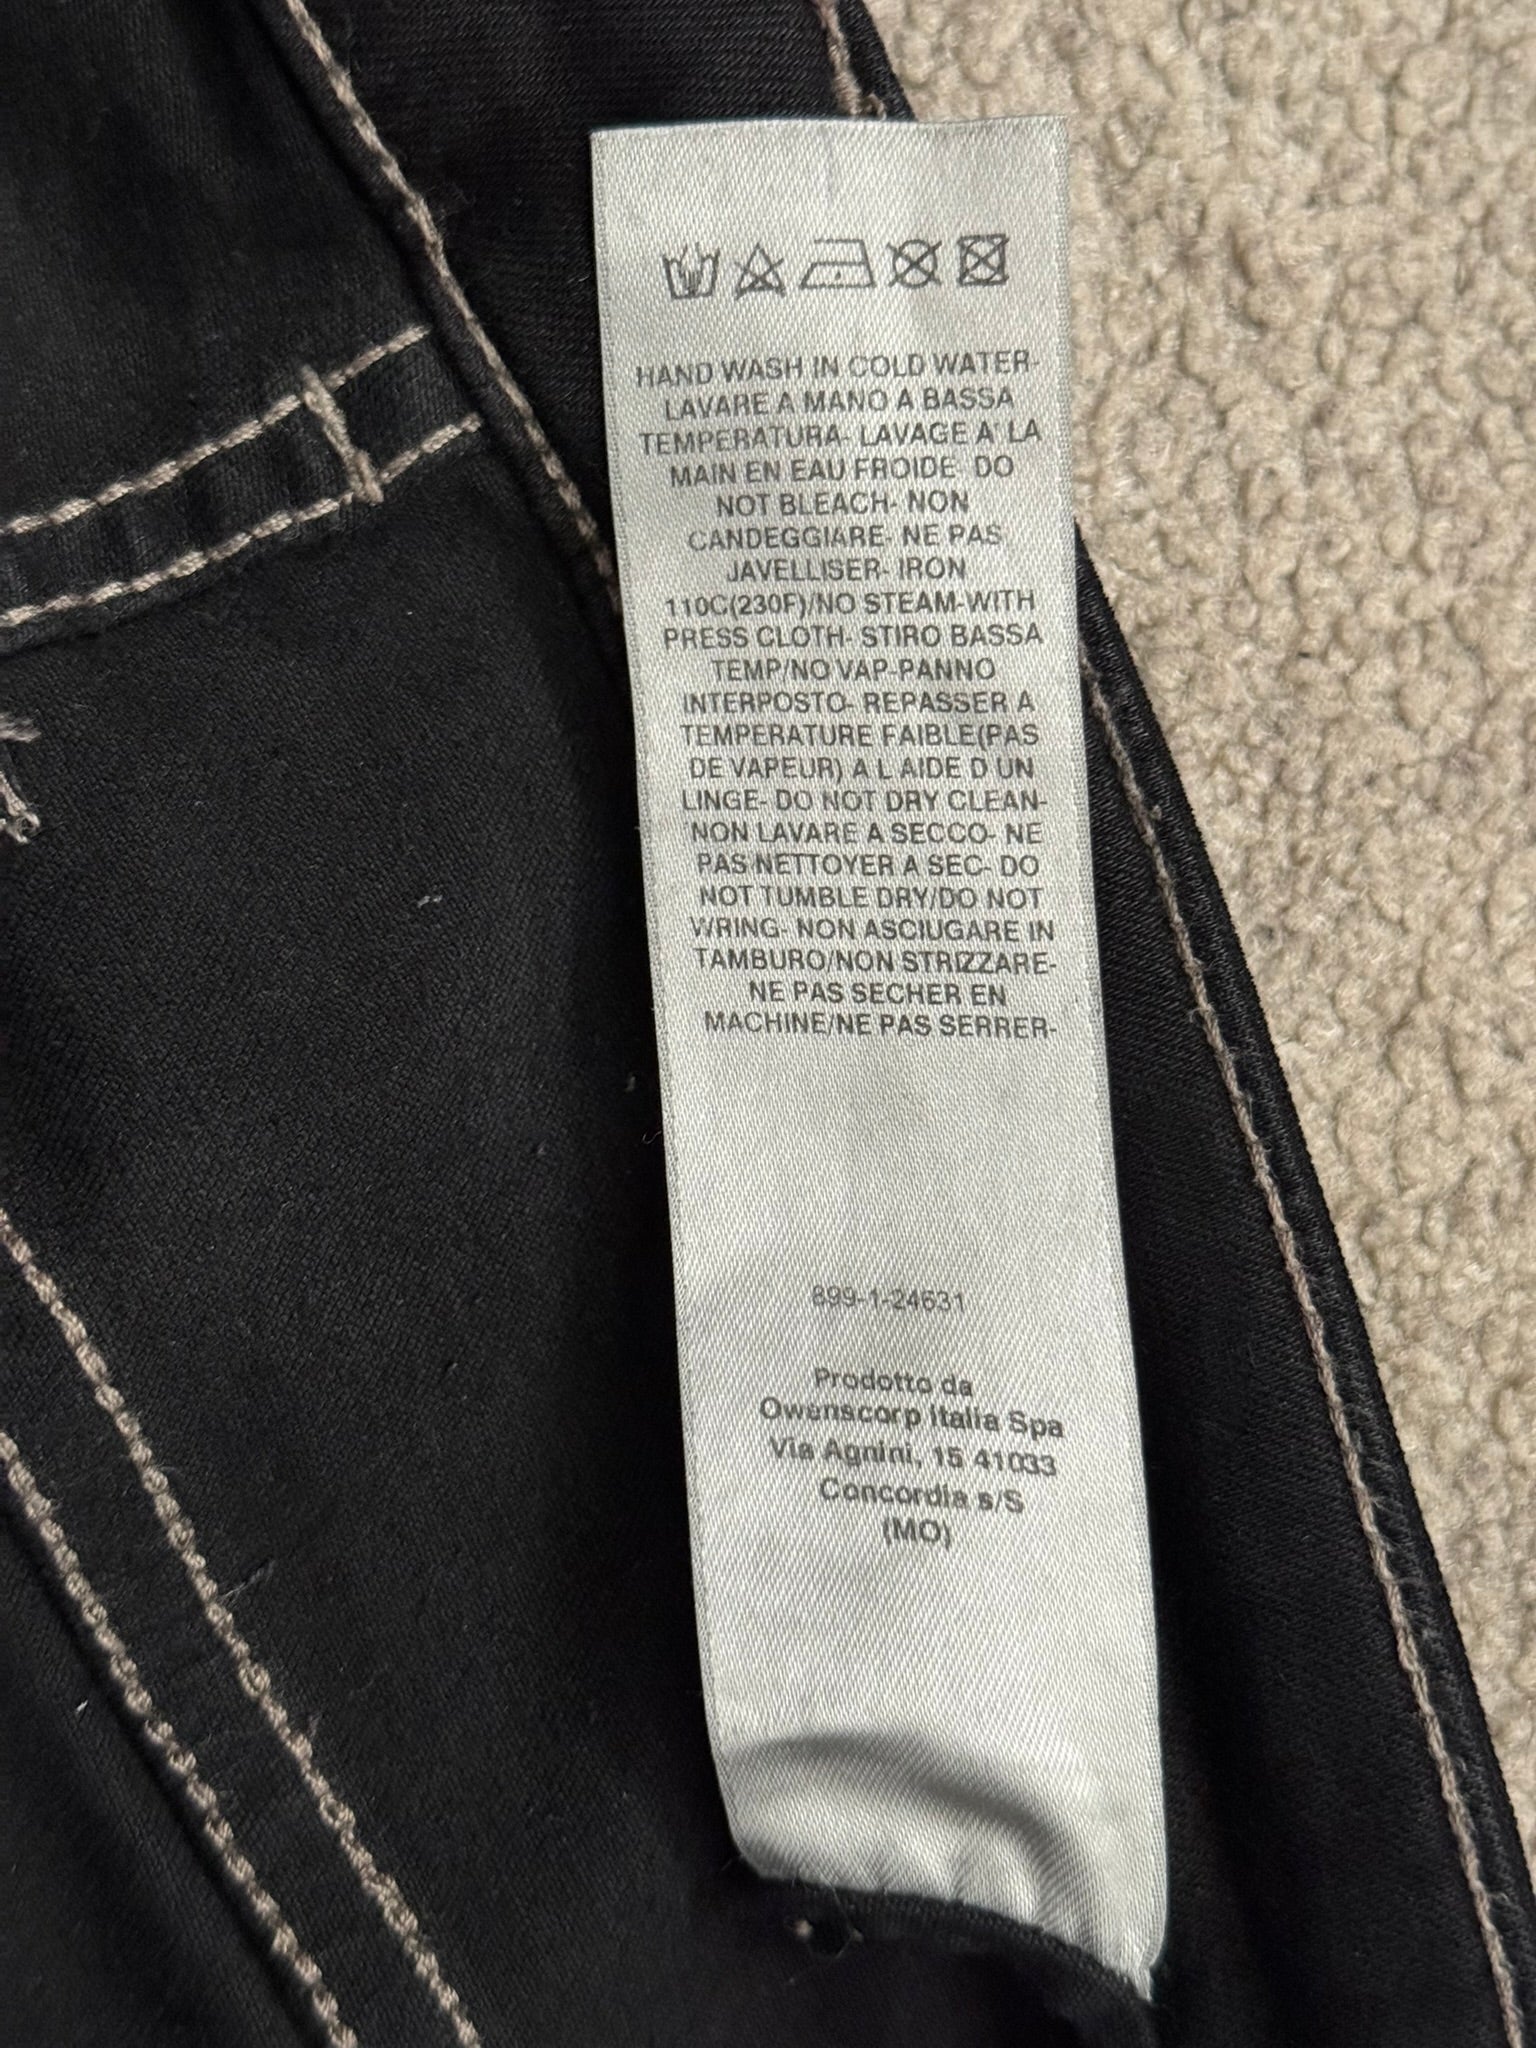 HAND WASH IN COLD WATER-
LAVARE A MANO A BASSA
TEMPERATURA- LAVAGE A' LA
MAIN EN EAU FROIDE DO
NOT BLEACH- NON
CANDEGGIARE- NE PAS
JAVELLISER- IRON
110C(230F)/NO STEAM-WITH
PRESS CLOTH- STIRO BASSA
TEMP/NO VAP-PANNO
INTERPOSTO- REPASSER A
TEMPERATURE FAIBLE(PAS
DE VAPEUR) A L AIDE D UN
LINGE- DO NOT DRY CLEAN-
NON LAVARE A SECCO- NE
PAS NETTOYER A SEC- DO
NOT TUMBLE DRY/DO NOT
WRING- NON ASCIUGARE IN
TAMBURO/NON STRIZZARE-
NE PAS SECHER EN
MACHINE/NE PAS SERRER-
899-1-24631
Prodotto da
Owenscorp Italia Spa
Via Agnini, 15 41033
Concordia s/S
(MO)